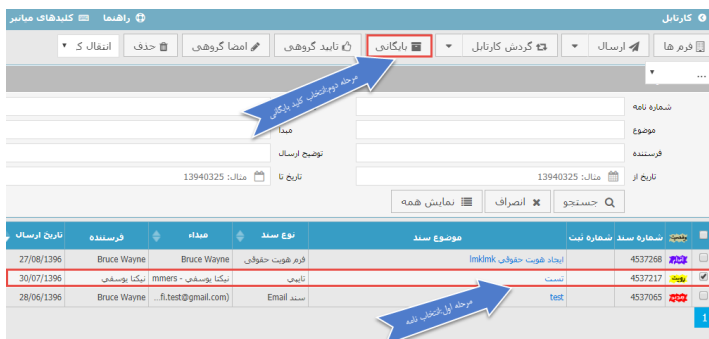 کارتابل
راهنما
کلیدهای میانبر
فرم ها
ارسال
گردش کارتابل
بایگانی
تایید گروهی
امضا گروهی
حذف
انتقال ک
...
مرحله دوم:انتخاب کلید بایگانی
شماره نامه
موضوع
مبدا
فرستنده
توضیح ارسال
تاریخ از
مثال: 13940325
تاریخ تا
مثال: 13940325
جستجو
انصراف
نمایش همه
شماره سند شماره ثبت موضوع سند نوع سند مبداء فرستنده تاریخ ارسال
4537268 ایجاد هویت حقوقی lmklmk فرم هویت حقوقی Bruce Wayne Bruce Wayne 27/08/1396
رویت 4537217 تست تایپی نیکتا یوسفی - mmers نیکتا یوسفی 30/07/1396
4537065 test سند Email ...fi.test@gmail.com) Bruce Wayne 28/06/1396
مرحله اول:انتخاب نامه
1